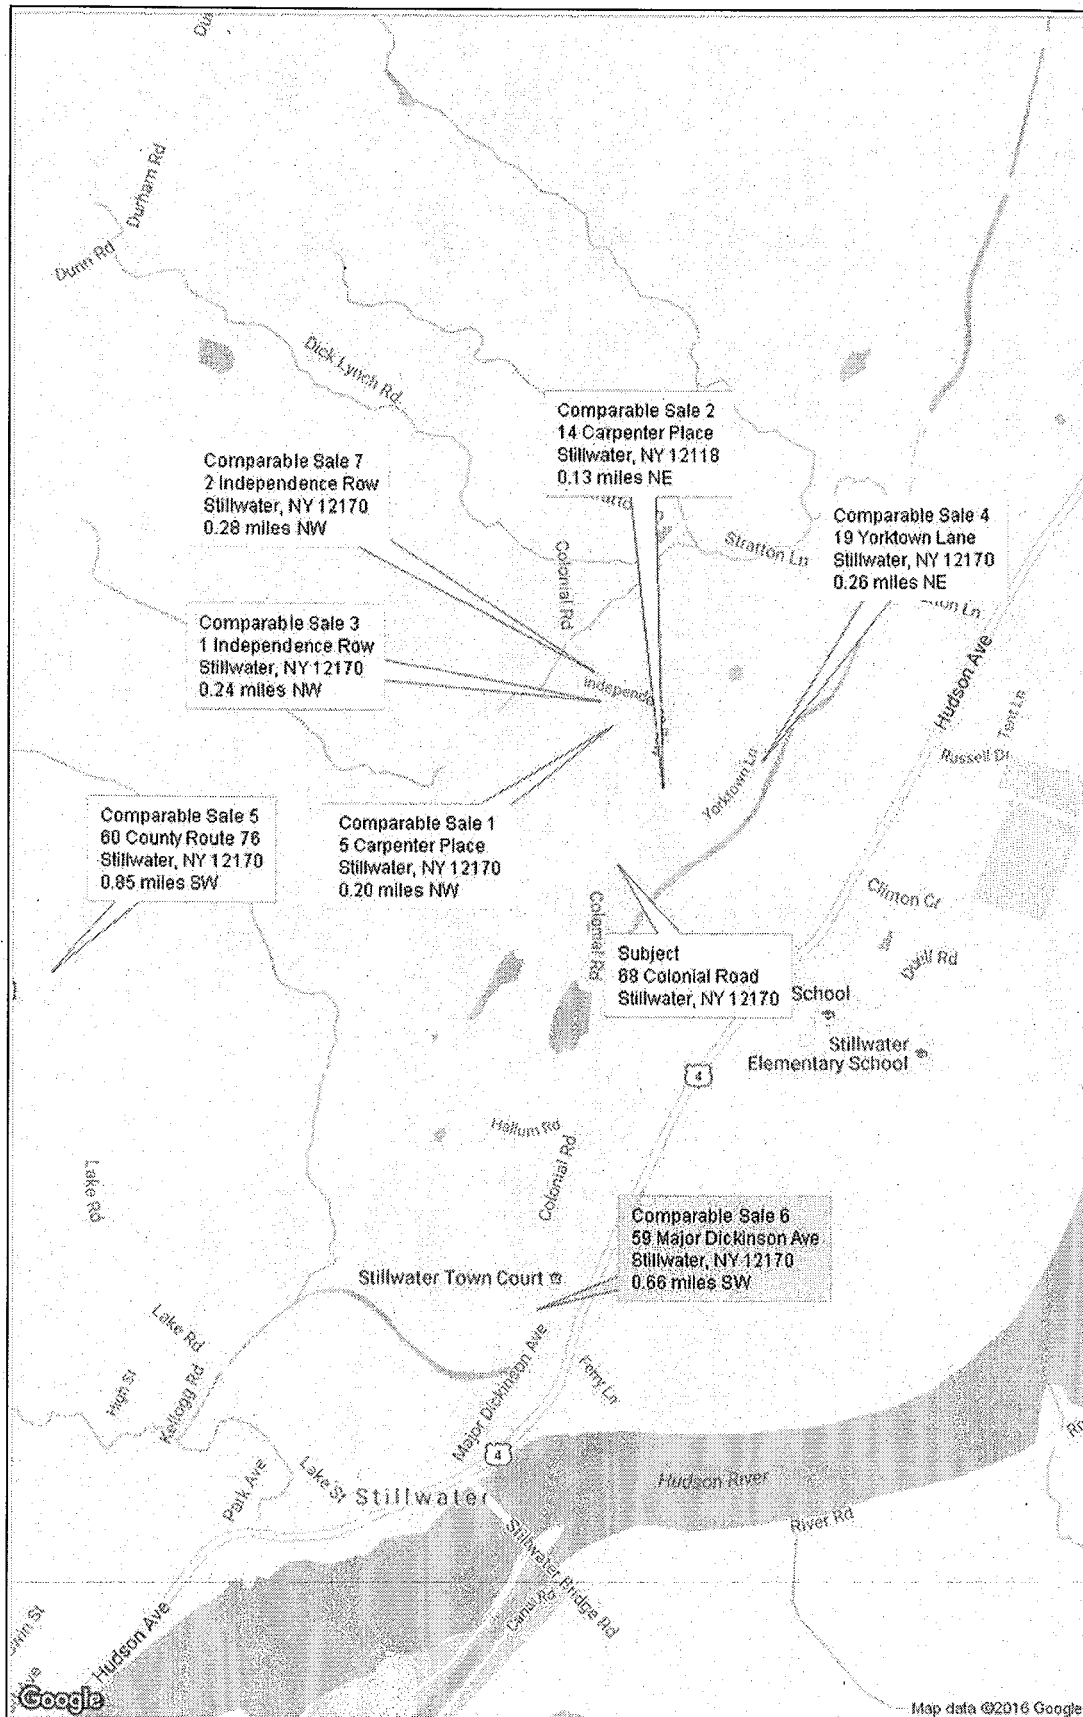 Durham Rd
Dunn Rd
Dick Lynch Rd
Comparable Sale 2
14 Carpenter Place
Stillwater, NY 12118
0.13 miles NE
Comparable Sale 7
2 Independence Row
Stillwater, NY 12170
0.28 miles NW
Comparable Sale 4
19 Yorktown Lane
Stillwater, NY 12170
0.26 miles NE
Stratton Ln
Colonial Rd
Comparable Sale 3
1 Independence Row
Stillwater, NY 12170
0.24 miles NW
Hudson Ave
Tent Ln
Russell Dr
Yorktown Ln
Comparable Sale 5
60 County Route 76
Stillwater, NY 12170
0.85 miles SW
Comparable Sale 1
5 Carpenter Place
Stillwater, NY 12170
0.20 miles NW
Clinton Ct
Colonial Rd
Duell Rd
Subject
68 Colonial Road
Stillwater, NY 12170
School
Stillwater
Elementary School
4
Hallum Rd
Colonial Rd
Lake Rd
Comparable Sale 6
59 Major Dickinson Ave
Stillwater, NY 12170
0.66 miles SW
Stillwater Town Court
Lake Rd
High St
Kellogg Rd
Major Dickinson Ave
Ferry Ln
4
Park Ave
Lake St
Stillwater
Hudson River
River Rd
Stillwater Bridge Rd
Canal Rd
Hudson Ave
Google
Map data ©2016 Google